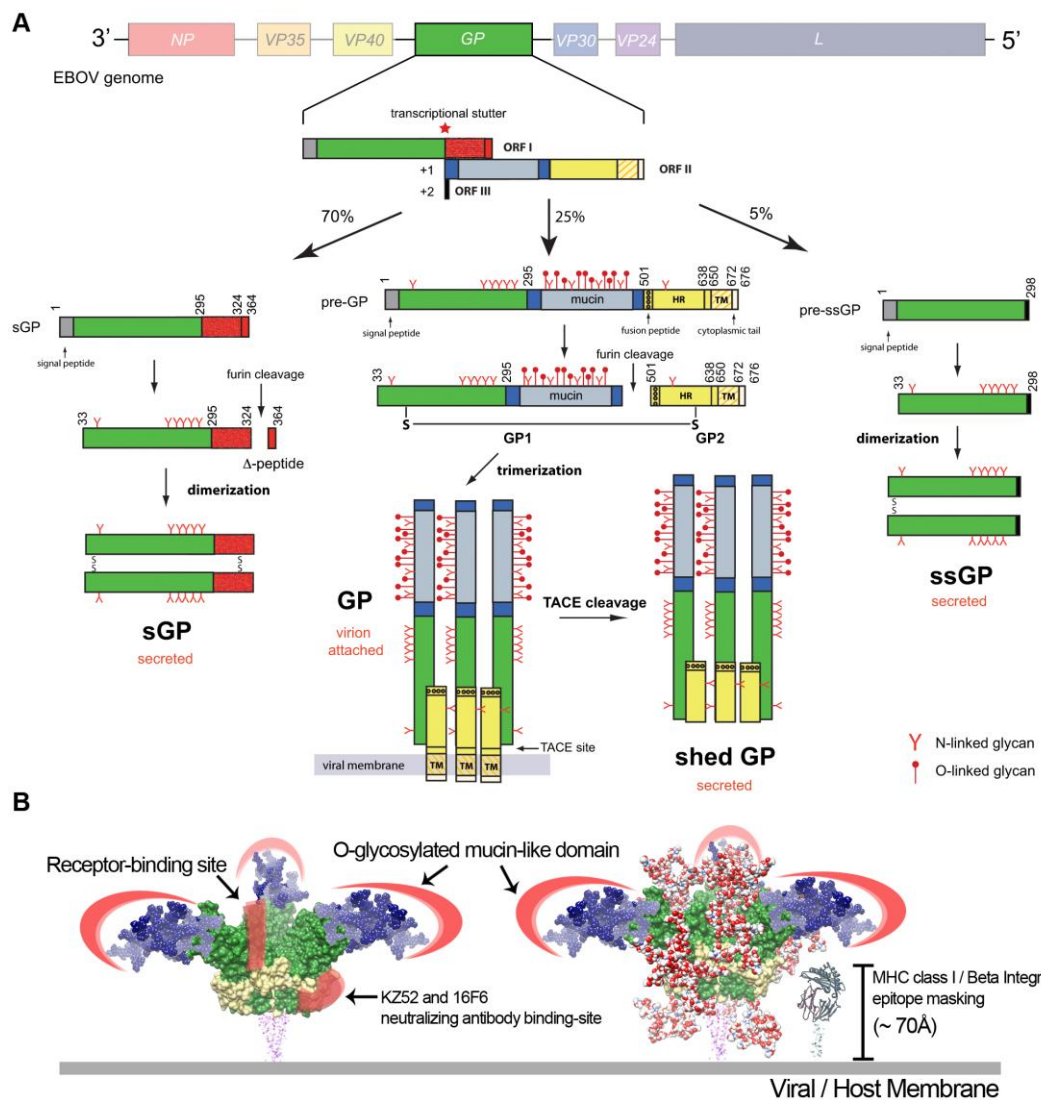 A
3’
NP
VP35
VP40
GP
VP30
VP24
L
5’
EBOV genome
transcriptional stutter
ORF I
+1
ORF II
+2
ORF III
70%
25%
5%
sGP
1
295
324
364
signal peptide
furin cleavage
33
295
324
364
Δ-peptide
dimerization
S
S
S
S
sGP
secreted
pre-GP
1
295
mucin
501
HR
638
650
TM
672
676
signal peptide
fusion peptide
cytoplasmic tail
furin cleavage
33
295
mucin
501
HR
638
650
TM
672
676
S
S
GP1
GP2
trimerization
GP
virion
attached
TACE cleavage
TACE site
viral membrane
TM
TM
TM
shed GP
secreted
pre-ssGP
1
298
signal peptide
33
298
dimerization
S
S
ssGP
secreted
N-linked glycan
O-linked glycan
B
Receptor-binding site
O-glycosylated mucin-like domain
KZ52 and 16F6
neutralizing antibody binding-site
MHC class I / Beta Integr
epitope masking
(~ 70Å)
Viral / Host Membrane